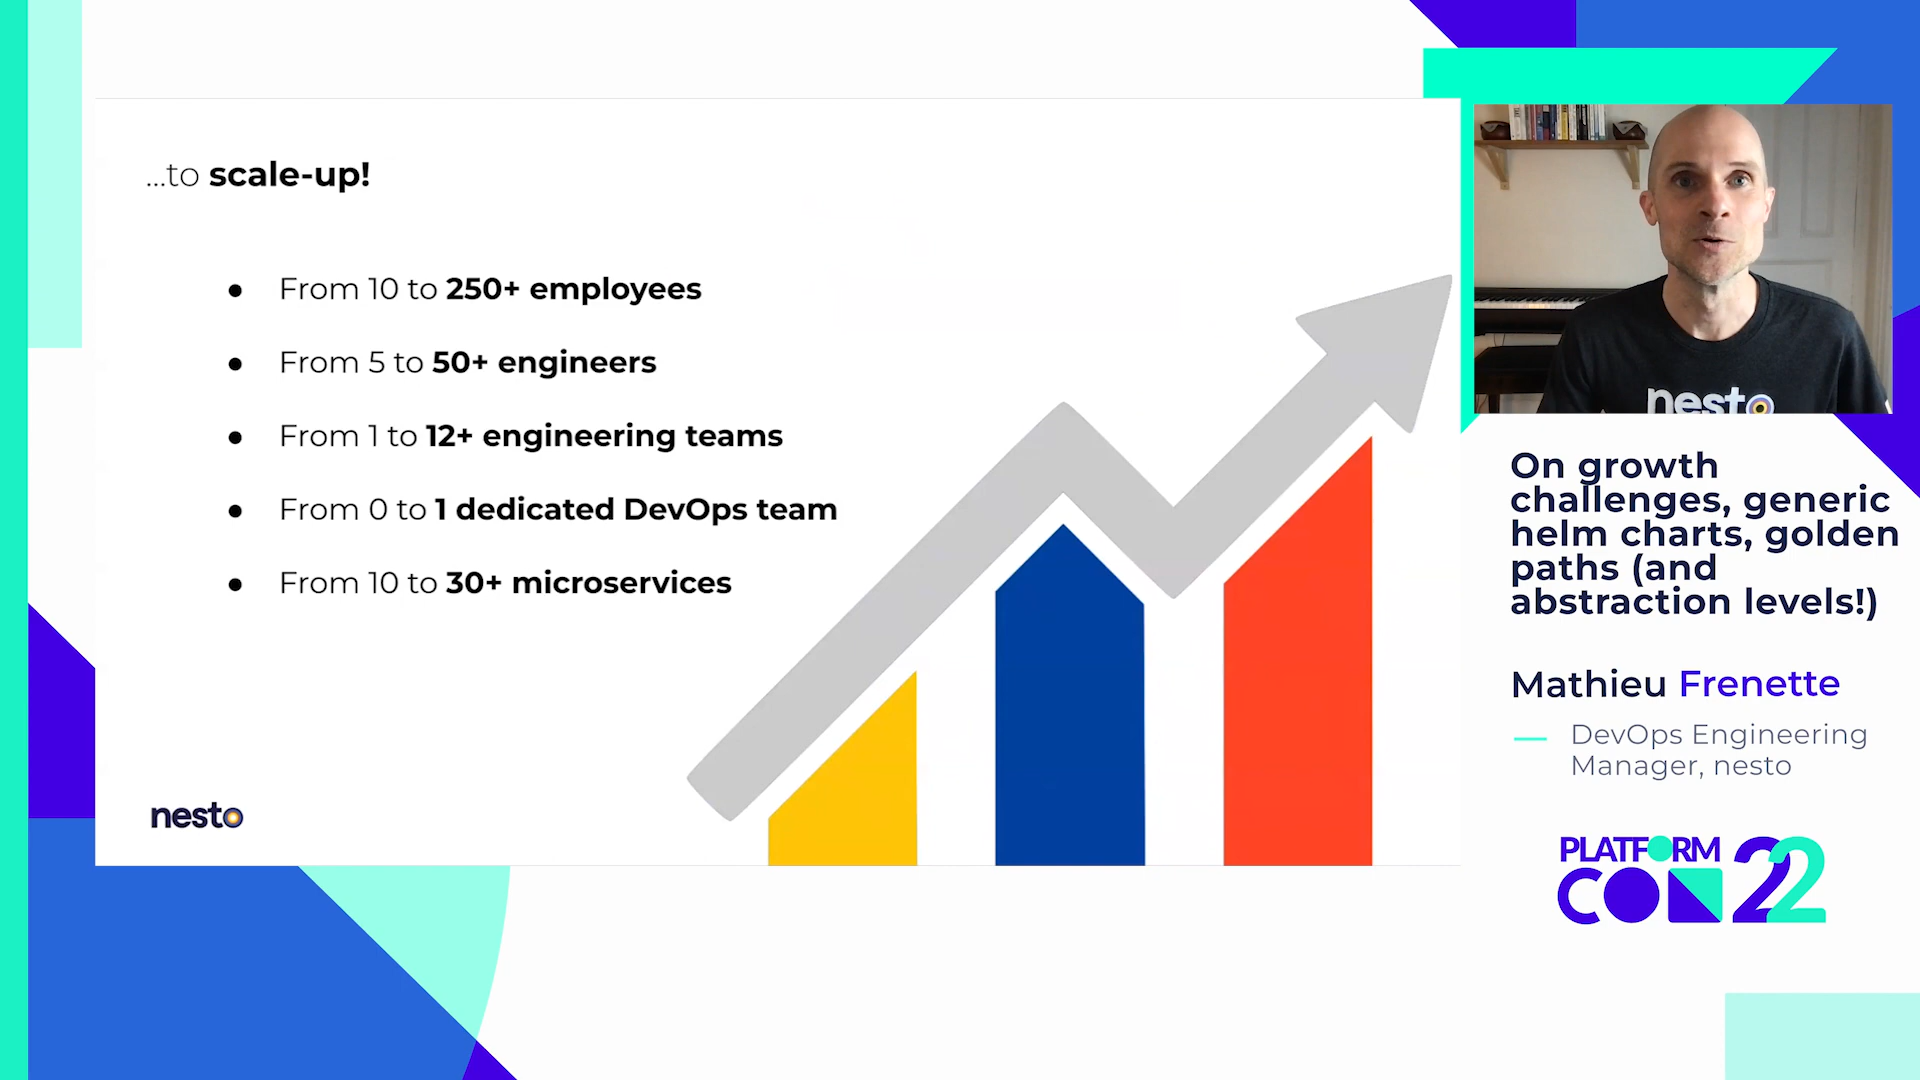 ...to scale-up!
● From 10 to 250+ employees
● From 5 to 50+ engineers
● From 1 to 12+ engineering teams
● From 0 to 1 dedicated DevOps team
● From 10 to 30+ microservices
nesto
nesto
On growth
challenges, generic
helm charts, golden
paths (and
abstraction levels!)
Mathieu Frenette
DevOps Engineering
Manager, nesto
PLATFORM
CON 22